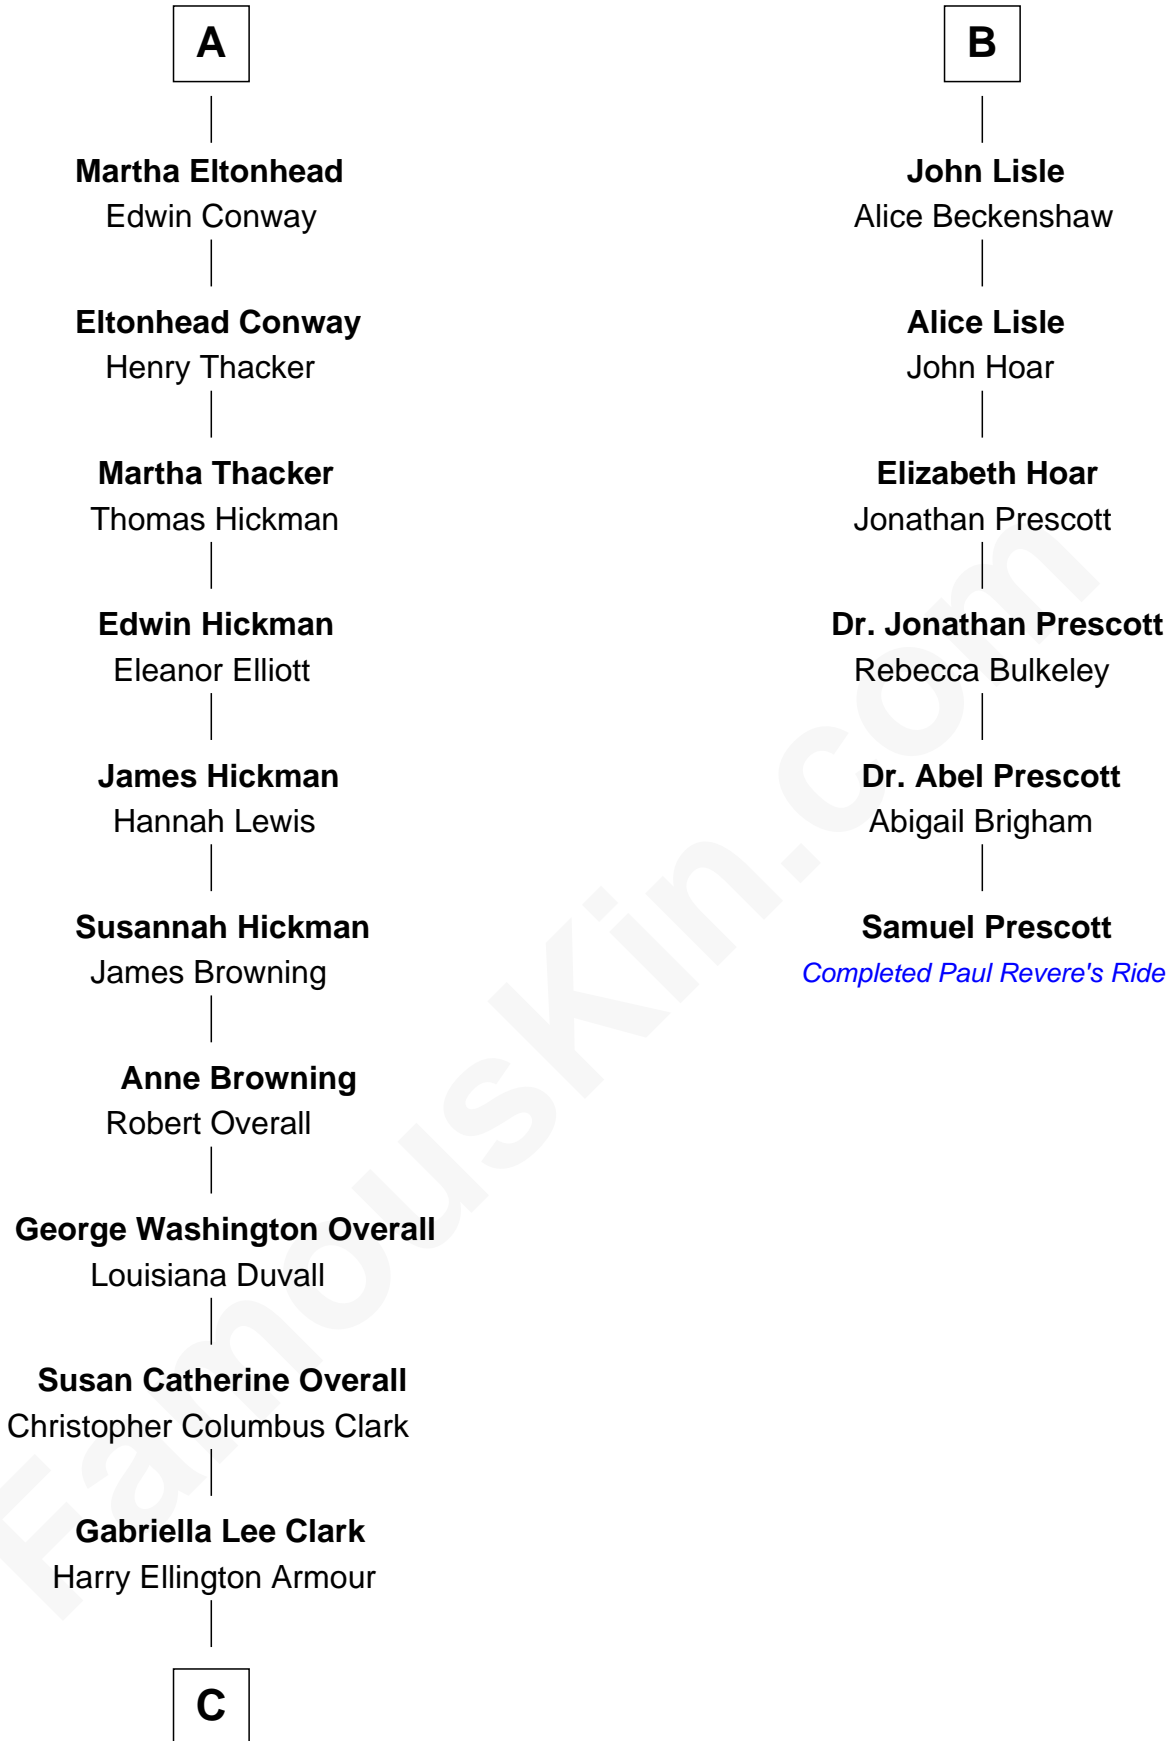 A
Martha Eltonhead
Edwin Conway
Eltonhead Conway
Henry Thacker
Martha Thacker
Thomas Hickman
Edwin Hickman
Eleanor Elliott
James Hickman
Hannah Lewis
Susannah Hickman
James Browning
Anne Browning
Robert Overall
George Washington Overall
Louisiana Duvall
Susan Catherine Overall
Christopher Columbus Clark
Gabriella Lee Clark
Harry Ellington Armour
C
B
John Lisle
Alice Beckenshaw
Alice Lisle
John Hoar
Elizabeth Hoar
Jonathan Prescott
Dr. Jonathan Prescott
Rebecca Bulkeley
Dr. Abel Prescott
Abigail Brigham
Samuel Prescott
Completed Paul Revere's Ride
FamousKin.com